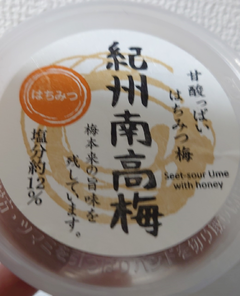 甘酸っぱい
はちみつ梅
紀州南高梅
はちみつ
梅本来の旨味を
残しています。
塩分約12%
Seet-sour Ume
with honey